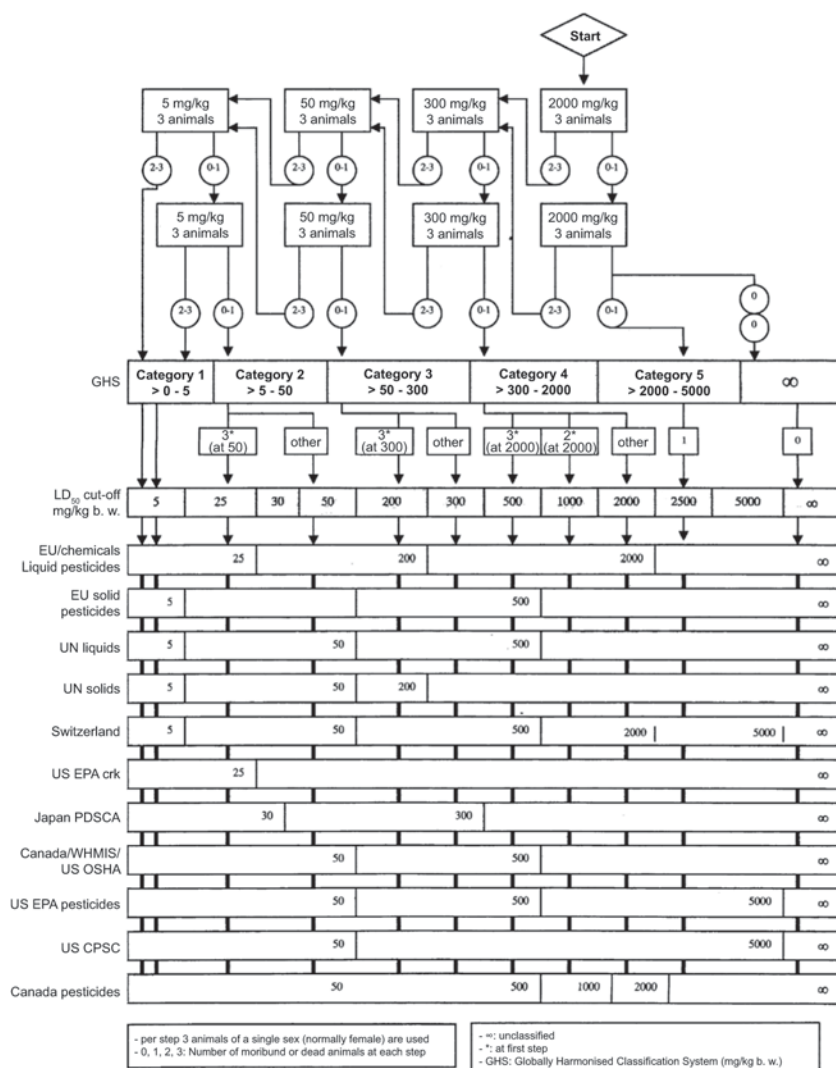 Start
5 mg/kg
3 animals
50 mg/kg
3 animals
300 mg/kg
3 animals
2000 mg/kg
3 animals
2-3
0-1
2-3
0-1
2-3
0-1
2-3
0-1
5 mg/kg
3 animals
50 mg/kg
3 animals
300 mg/kg
3 animals
2000 mg/kg
3 animals
2-3
0-1
2-3
0-1
2-3
0-1
2-3
0-1
0
0
GHS
Category 1
> 0 - 5
Category 2
> 5 - 50
Category 3
> 50 - 300
Category 4
> 300 - 2000
Category 5
> 2000 - 5000
∞
3*
(at 50)
other
3*
(at 300)
other
3*
(at 2000)
2*
(at 2000)
other
1
0
LD50 cut-off
mg/kg b. w.
5 25 30 50 200 300 500 1000 2000 2500 5000 ∞
EU/chemicals
Liquid pesticides
25 200 2000 ∞
EU solid
pesticides
5 500 ∞
UN liquids 5 50 500 ∞
UN solids 5 50 200 ∞
Switzerland 5 50 500 2000 5000 ∞
US EPA crk 25 ∞
Japan PDSCA 30 300 ∞
Canada/WHMIS/
US OSHA
50 500 ∞
US EPA pesticides 50 500 5000 ∞
US CPSC 50 5000 ∞
Canada pesticides 50 500 1000 2000 ∞
- per step 3 animals of a single sex (normally female) are used
- 0, 1, 2, 3: Number of moribund or dead animals at each step
- ∞: unclassified
- *: at first step
- GHS: Globally Harmonised Classification System (mg/kg b. w.)